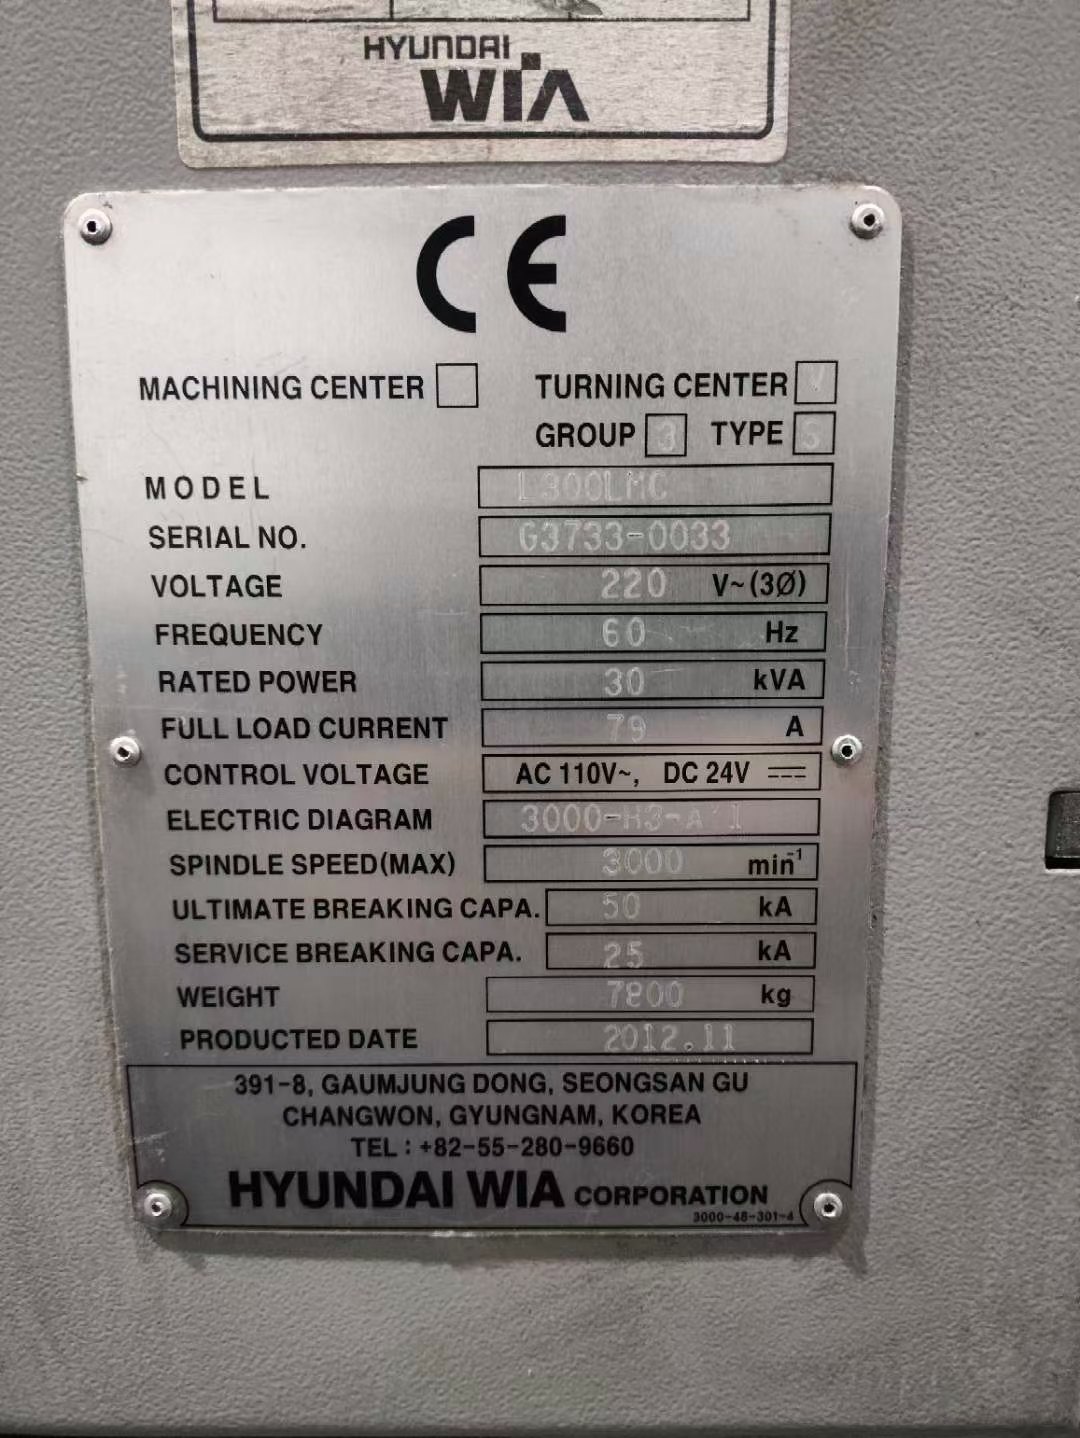 HYUNDAI
WIA
CE
MACHINING CENTER TURNING CENTER V
GROUP 3 TYPE S
MODEL L300LMC
SERIAL NO. G3733-0033
VOLTAGE 220 V~(3Ø)
FREQUENCY 60 Hz
RATED POWER 30 kVA
FULL LOAD CURRENT 79 A
CONTROL VOLTAGE AC 110V~, DC 24V ⎓
ELECTRIC DIAGRAM 3000-H3-A
SPINDLE SPEED(MAX) 3000 min⁻¹
ULTIMATE BREAKING CAPA. 50 kA
SERVICE BREAKING CAPA. 25 kA
WEIGHT 7800 kg
PRODUCTED DATE 2012.11
391-8, GAUMJUNG DONG, SEONGSAN GU
CHANGWON, GYUNGNAM, KOREA
TEL : +82-55-280-9660
HYUNDAI WIA CORPORATION
3000-48-301-4